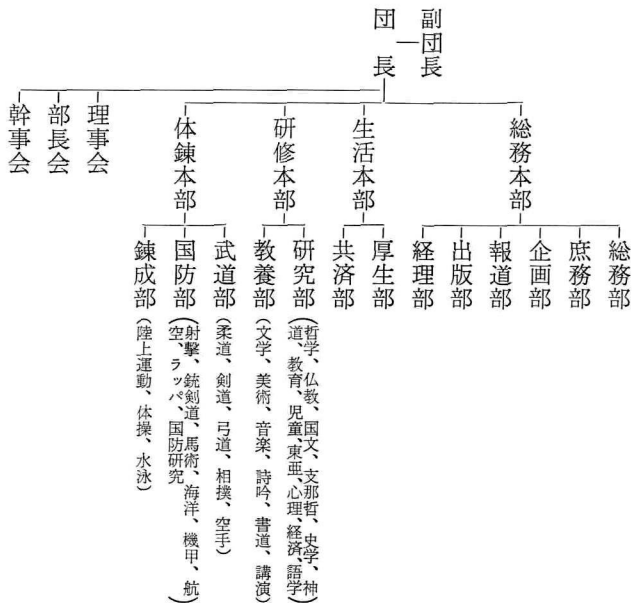 副団長
団長
総務本部
総務部
庶務部
企画部
報道部
出版部
経理部
生活本部
厚生部
共済部
研修本部
研究部(哲学、仏教、国文、支那哲、史学、神
道、教育、児童、東亜、心理、経済、語学)
教養部(文学、美術、音楽、詩吟、書道、講演)
体錬本部
武道部(柔道、剣道、弓道、相撲、空手)
国防部(射撃、銃剣道、馬術、海洋、機甲、航
空、ラッパ、国防研究)
錬成部(陸上運動、体操、水泳)
理事会
部長会
幹事会